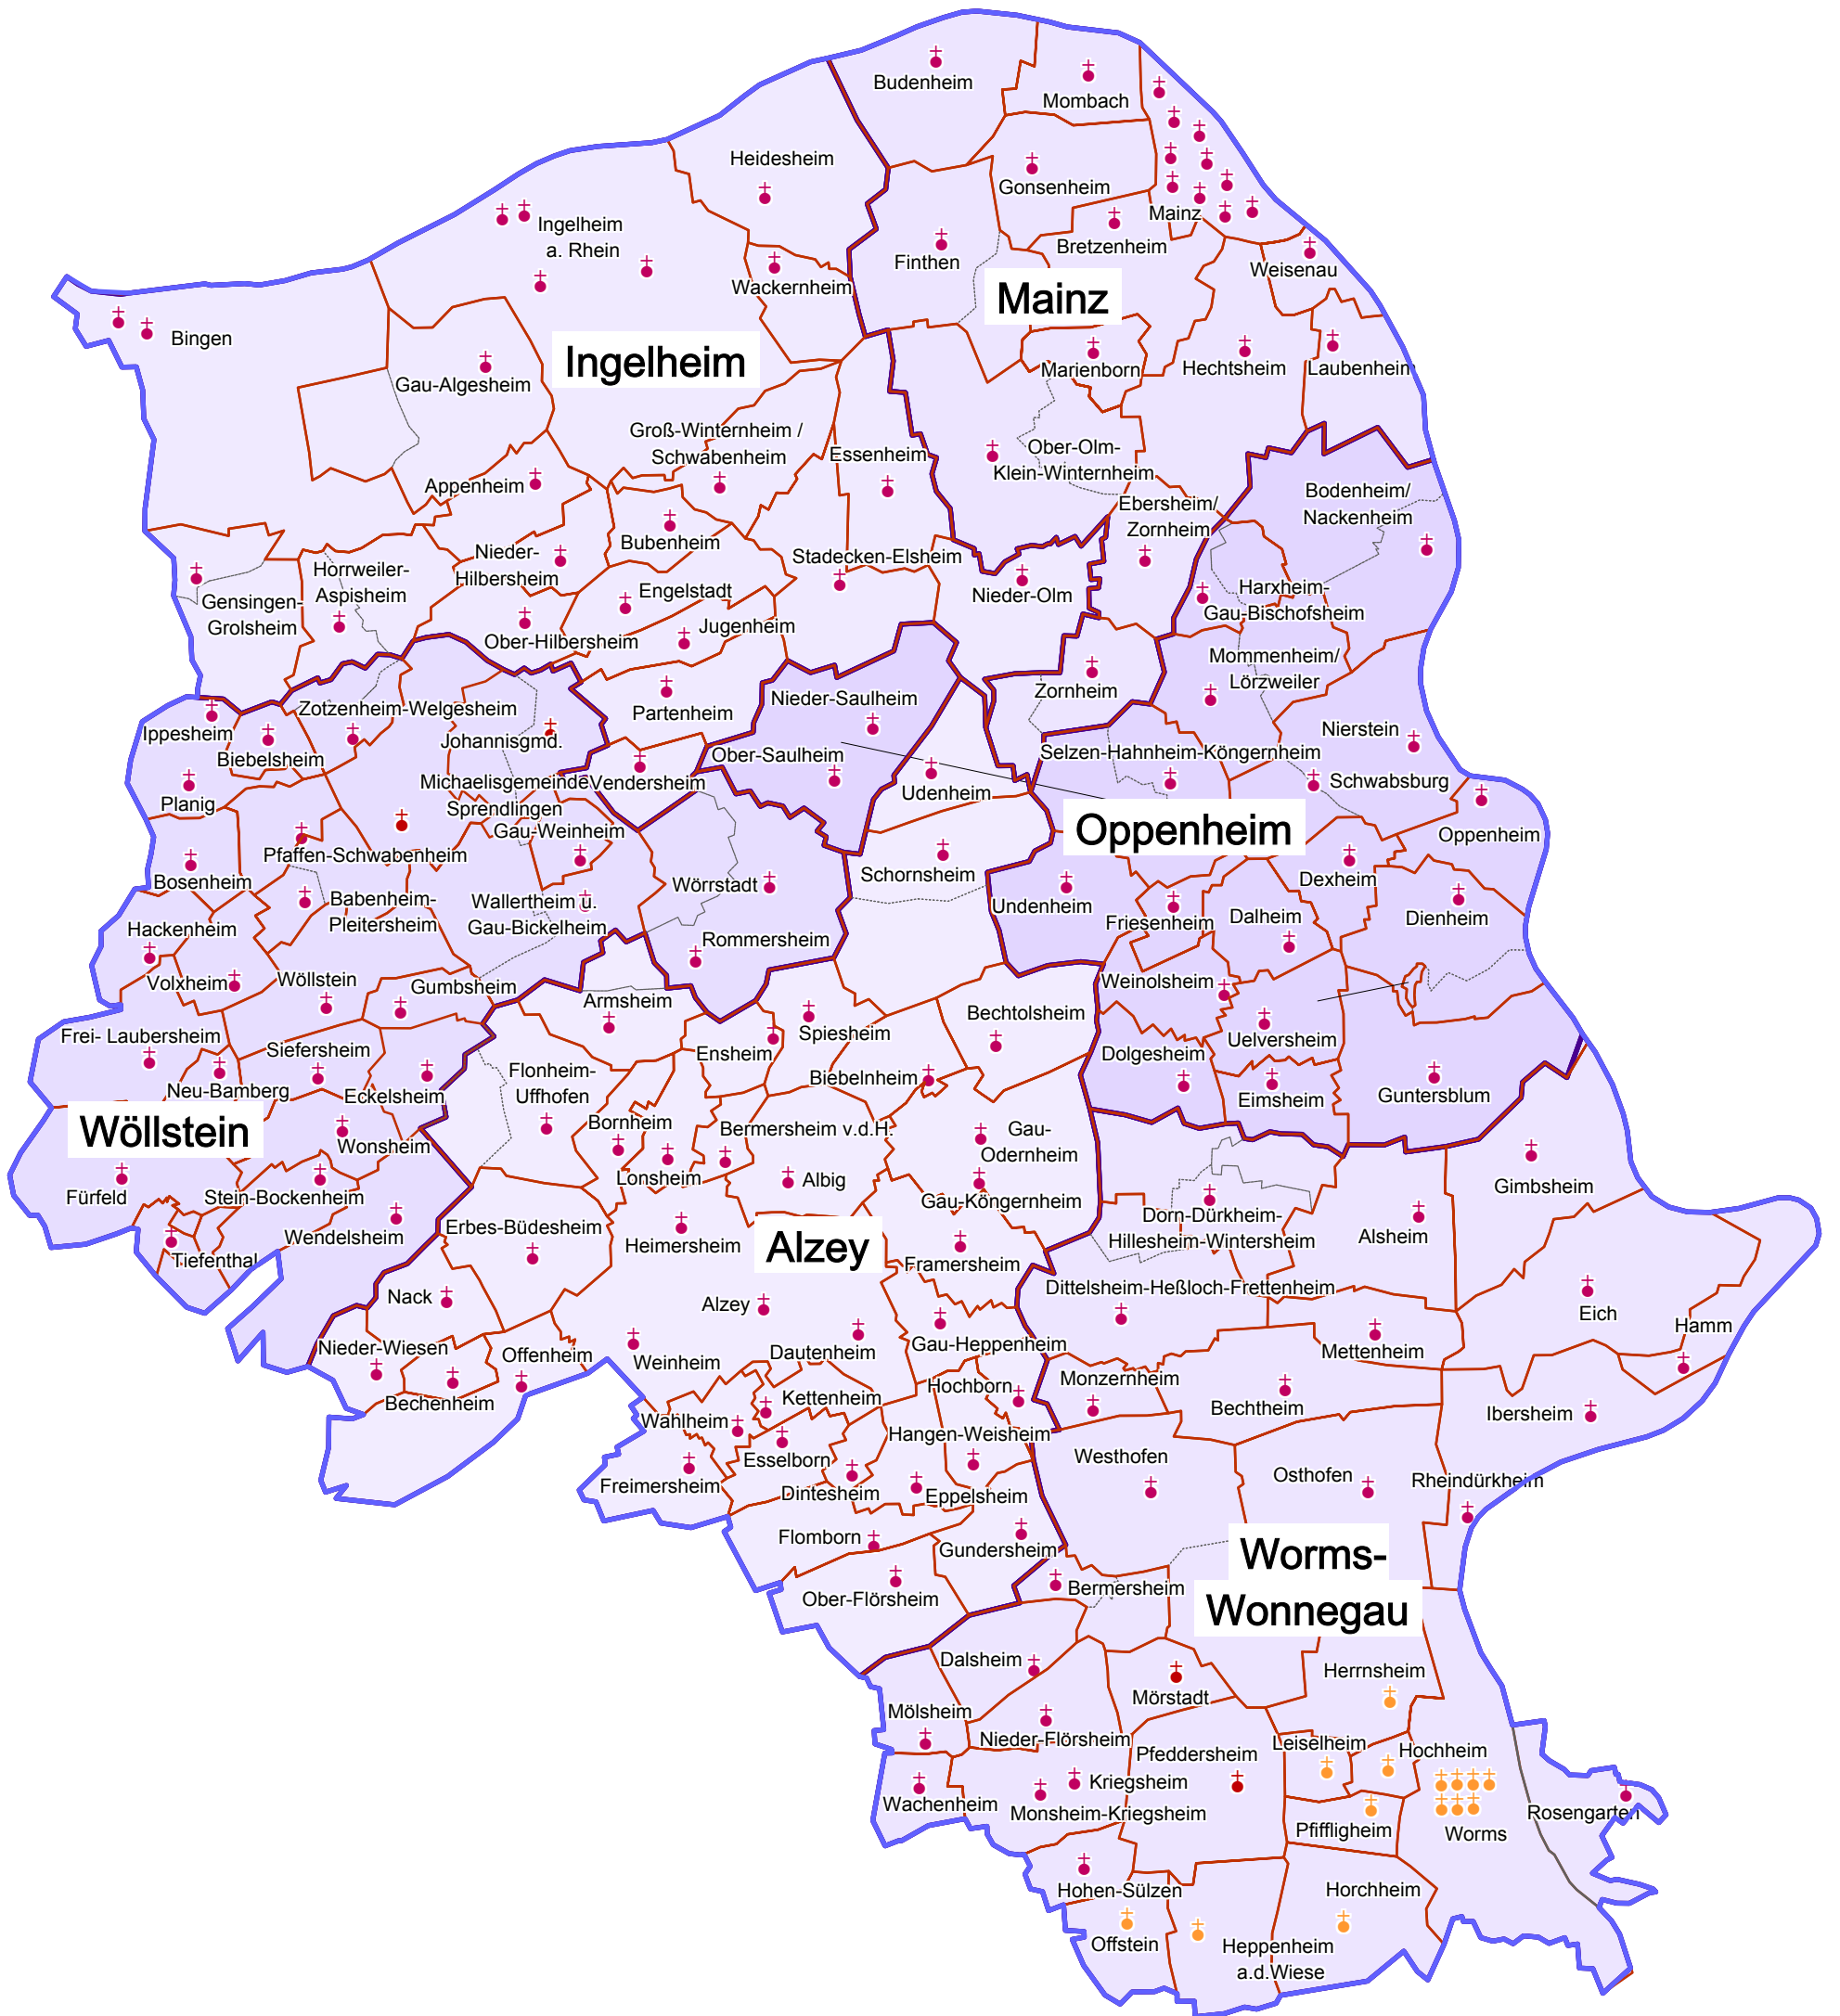 Budenheim
Mombach
Heidesheim
Gonsenheim
Mainz
Ingelheim
a. Rhein
Bretzenheim
Finthen
Weisenau
Wackernheim
Mainz
Bingen
Ingelheim
Gau-Algesheim
Marienborn
Hechtsheim
Laubenheim
Groß-Winternheim /
Schwabenheim
Essenheim
Ober-Olm-
Klein-Winternheim
Appenheim
Bodenheim/
Nackenheim
Ebersheim/
Zornheim
Bubenheim
Nieder-
Hilbersheim
Stadecken-Elsheim
Horrweiler-
Aspisheim
Engelstadt
Nieder-Olm
Harxheim-
Gau-Bischofsheim
Gensingen-
Grolsheim
Ober-Hilbersheim
Jugenheim
Mommenheim/
Lörzweiler
Zornheim
Nieder-Saulheim
Partenheim
Zotzenheim-Welgesheim
Ippesheim
Biebelsheim
Johannisgmd.
Nierstein
Ober-Saulheim
Selzen-Hahnheim-Köngernheim
Michaelisgemeinde
Sprendlingen
Vendersheim
Udenheim
Schwabsburg
Planig
Gau-Weinheim
Oppenheim
Oppenheim
Pfaffen-Schwabenheim
Bosenheim
Schornsheim
Dexheim
Wörrstadt
Babenheim-
Pleitersheim
Wallertheim u.
Gau-Bickelheim
Undenheim
Friesenheim
Dalheim
Dienheim
Hackenheim
Rommersheim
Volxheim
Wöllstein
Gumbsheim
Armsheim
Weinolsheim
Bechtolsheim
Spiesheim
Frei- Laubersheim
Siefersheim
Ensheim
Uelversheim
Dolgesheim
Flonheim-
Uffhofen
Biebelnheim
Neu-Bamberg
Eckelsheim
Eimsheim
Guntersblum
Wöllstein
Bornheim
Bermersheim v.d.H.
Gau-
Odernheim
Wonsheim
Lonsheim
Albig
Gimbsheim
Fürfeld
Stein-Bockenheim
Gau-Köngernheim
Dorn-Dürkheim-
Hillesheim-Wintersheim
Erbes-Büdesheim
Wendelsheim
Heimersheim
Alzey
Alsheim
Tiefenthal
Framersheim
Dittelsheim-Heßloch-Frettenheim
Nack
Alzey
Eich
Hamm
Gau-Heppenheim
Mettenheim
Nieder-Wiesen
Offenheim
Weinheim
Dautenheim
Monzernheim
Hochborn
Bechenheim
Kettenheim
Bechtheim
Ibersheim
Wahlheim
Hangen-Weisheim
Esselborn
Westhofen
Osthofen
Rheindürkheim
Freimersheim
Dintesheim
Eppelsheim
Flomborn
Gundersheim
Worms-
Wonnegau
Ober-Flörsheim
Bermersheim
Dalsheim
Herrnsheim
Mörstadt
Mölsheim
Nieder-Flörsheim
Leiselheim
Hochheim
Pfeddersheim
Kriegsheim
Wachenheim
Monsheim-Kriegsheim
Pfiffligheim
Worms
Rosengarten
Hohen-Sülzen
Horchheim
Offstein
Heppenheim
a.d.Wiese